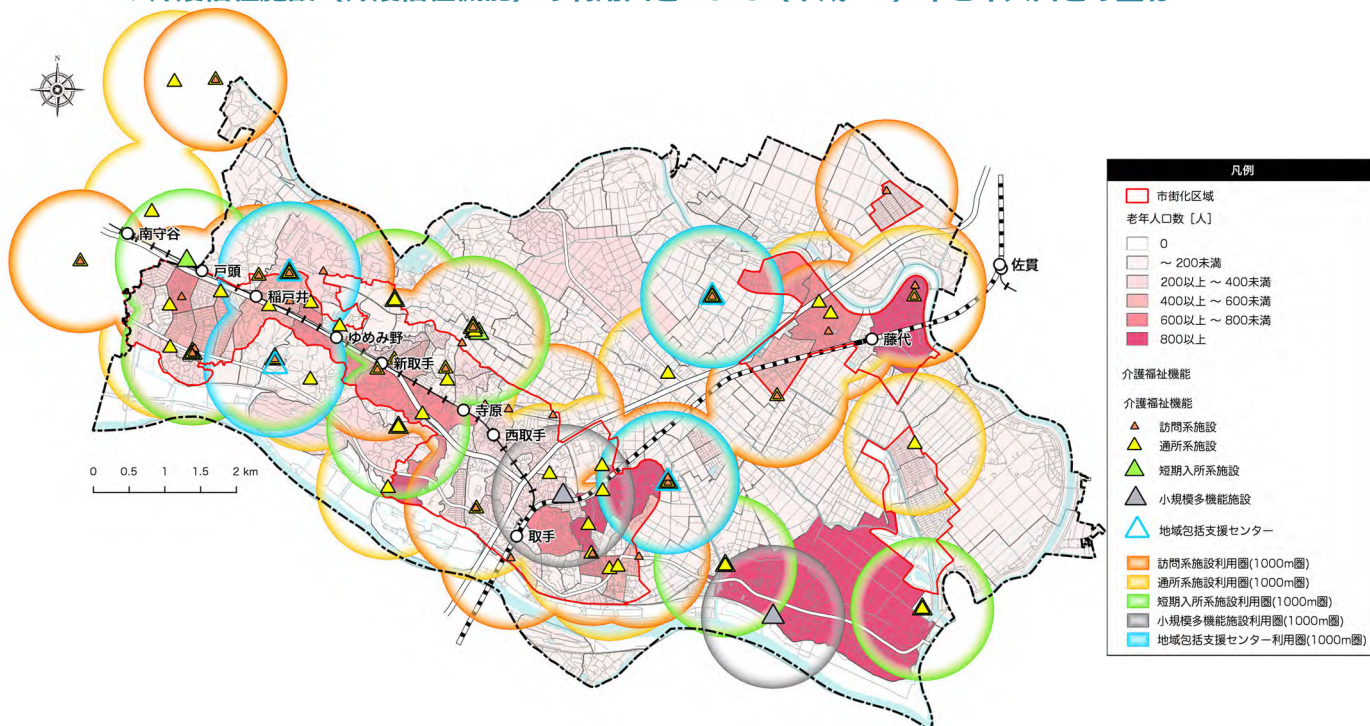 N
南守谷
戸頭
稲戸井
ゆめみ野
新取手
寺原
西取手
取手
藤代
佐貫
0 0.5 1 1.5 2 km
凡例
市街化区域
老年人口数 [人]
0
～ 200未満
200以上 ～ 400未満
400以上 ～ 600未満
600以上 ～ 800未満
800以上
介護福祉機能
介護福祉機能
訪問系施設
通所系施設
短期入所系施設
小規模多機能施設
地域包括支援センター
訪問系施設利用圏(1000m圏)
通所系施設利用圏(1000m圏)
短期入所系施設利用圏(1000m圏)
小規模多機能施設利用圏(1000m圏)
地域包括支援センター利用圏(1000m圏)